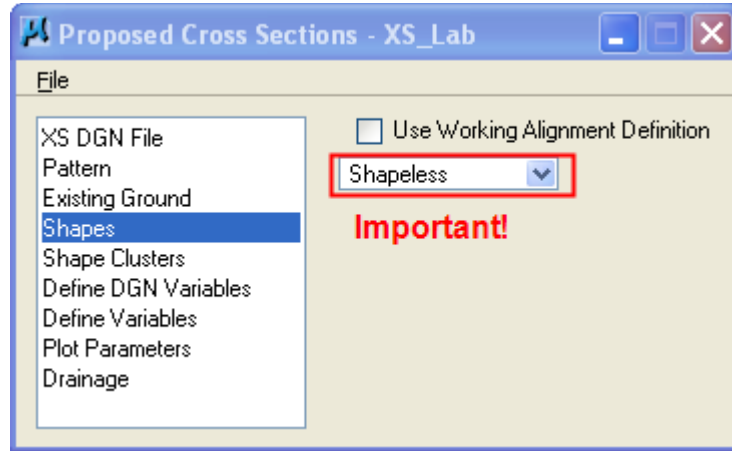 Proposed Cross Sections - XS_Lab
File
XS DGN File
Pattern
Existing Ground
Shapes
Shape Clusters
Define DGN Variables
Define Variables
Plot Parameters
Drainage
Use Working Alignment Definition
Shapeless
Important!